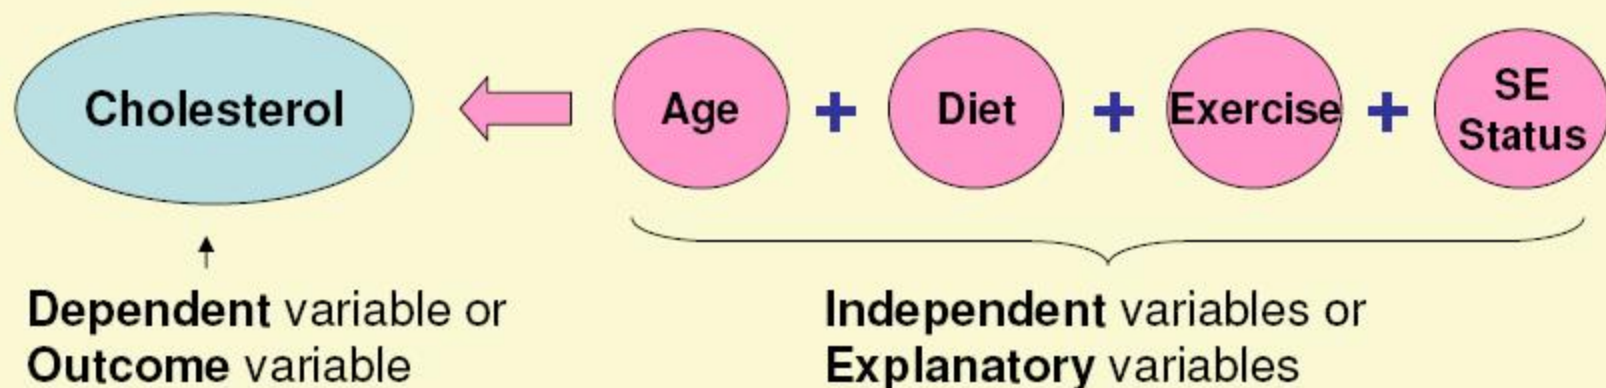 Cholesterol
Age
+
Diet
+
Exercise
+
SE
Status
Dependent variable or
Outcome variable
Independent variables or
Explanatory variables